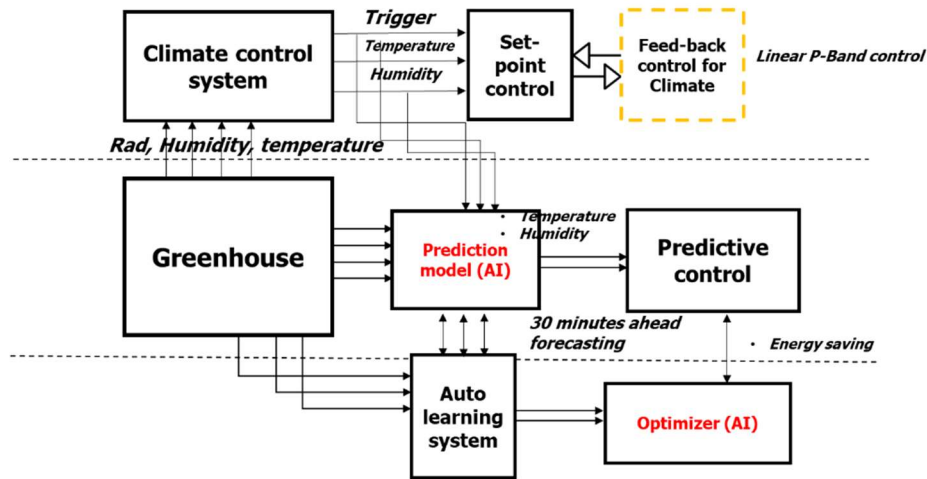 Climate control
system
Trigger
Temperature
Humidity
Set-
point
control
Feed-back
control for
Climate
Linear P-Band control
Rad, Humidity, temperature
Greenhouse
Prediction
model (AI)
• Temperature
• Humidity
Predictive
control
30 minutes ahead
forecasting
• Energy saving
Auto
learning
system
Optimizer (AI)